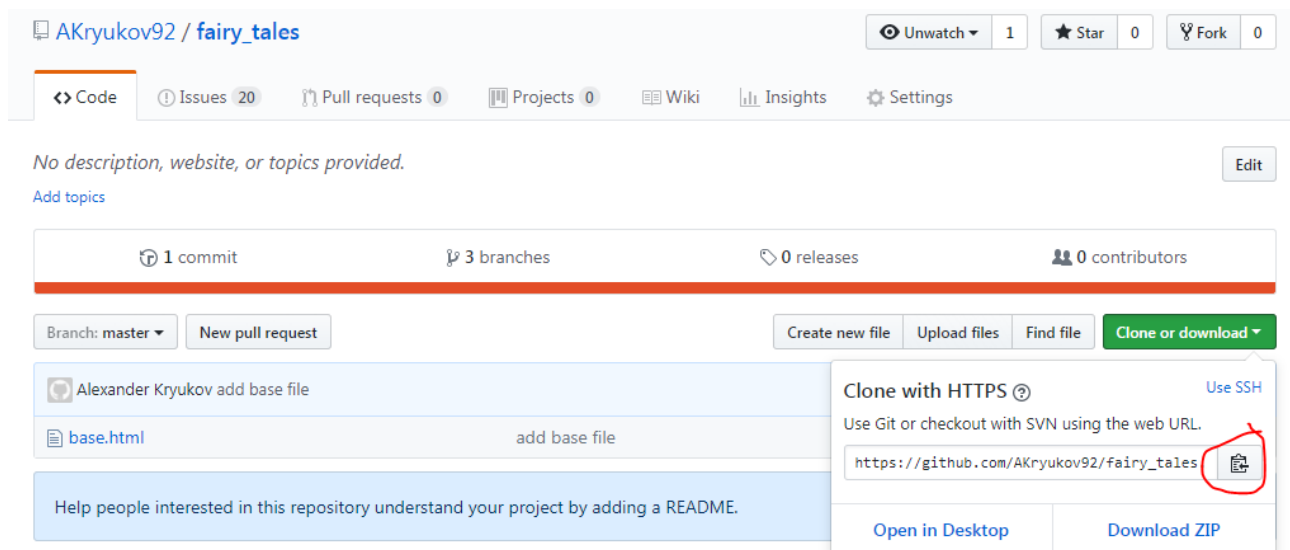 AKryukov92 / fairy_tales
Unwatch 1 Star 0 Fork 0
Code Issues 20 Pull requests 0 Projects 0 Wiki Insights Settings
No description, website, or topics provided.
Edit
Add topics
1 commit 3 branches 0 releases 0 contributors
Branch: master New pull request Create new file Upload files Find file Clone or download
Alexander Kryukov add base file
base.html add base file
Help people interested in this repository understand your project by adding a README.
Clone with HTTPS Use SSH
Use Git or checkout with SVN using the web URL.
https://github.com/AKryukov92/fairy_tales
Open in Desktop Download ZIP